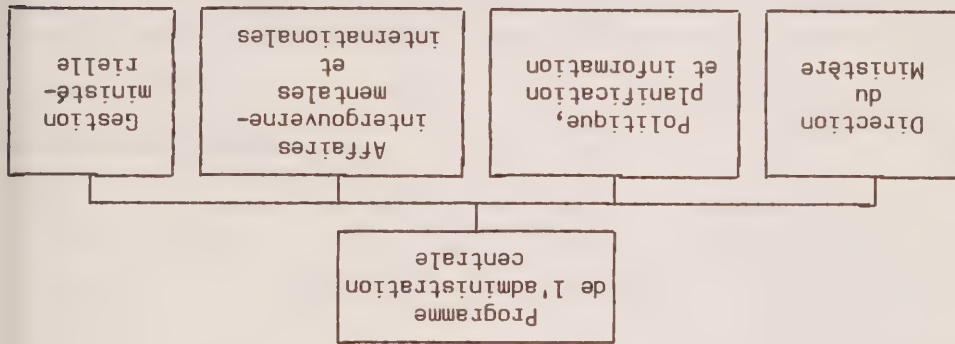 Programme
de l'administration
centrale
Direction
du
Ministère
Politique,
planification
et information
Affaires
intergouverne-
mentales
et
internationales
Gestion
ministé-
rielle